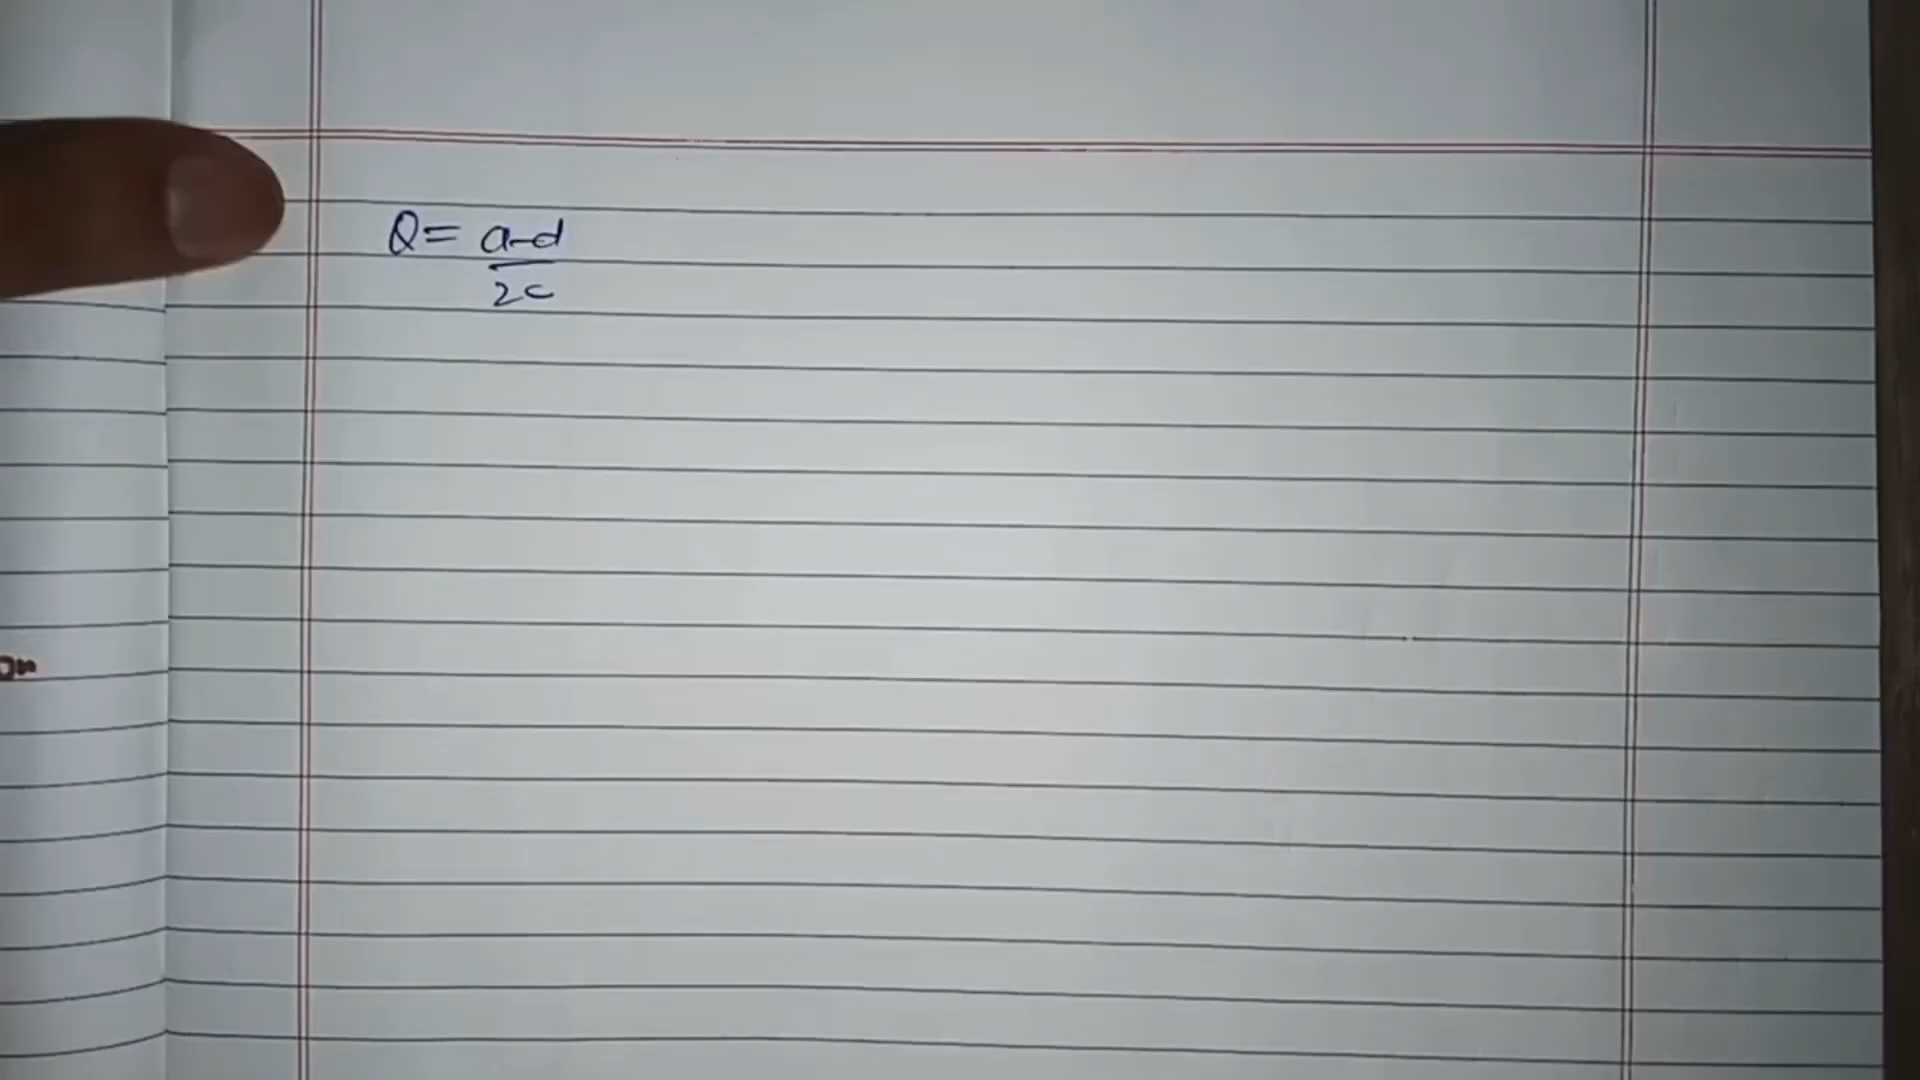 Q = a-d
2c